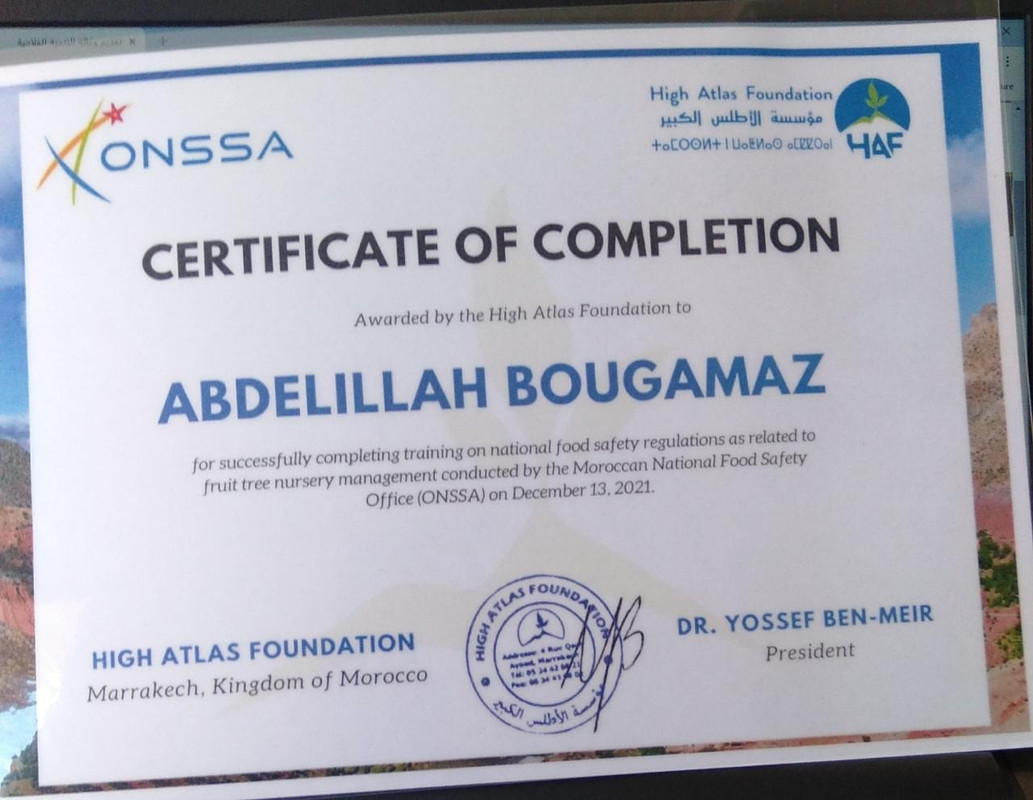 ONSSA
High Atlas Foundation
مؤسسة الأطلس الكبير
HAF
CERTIFICATE OF COMPLETION
Awarded by the High Atlas Foundation to
ABDELILLAH BOUGAMAZ
for successfully completing training on national food safety regulations as related to
fruit tree nursery management conducted by the Moroccan National Food Safety
Office (ONSSA) on December 13, 2021.
HIGH ATLAS FOUNDATION
Marrakech, Kingdom of Morocco
HIGH ATLAS FOUNDATION
مؤسسة الأطلس الكبير
DR. YOSSEF BEN-MEIR
President